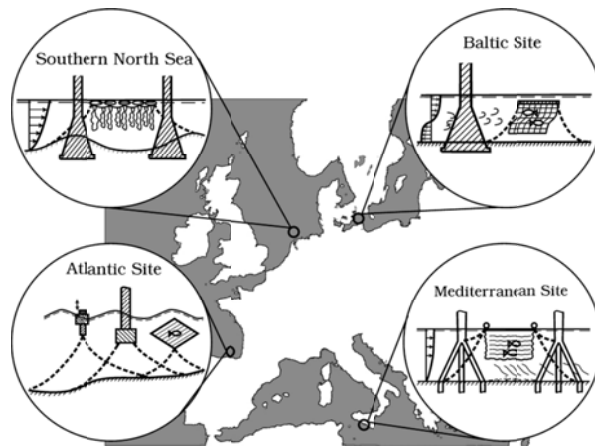 Southern North Sea
Baltic Site
Atlantic Site
Mediterranean Site